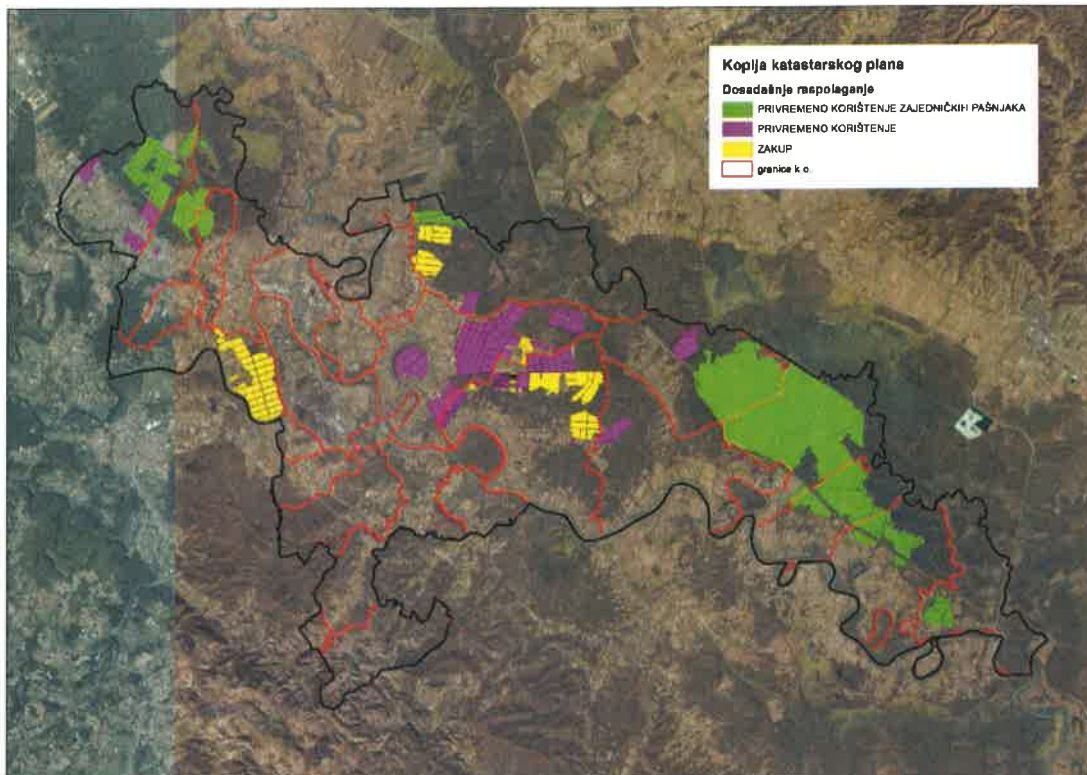 Kopija katastarskog plana
Dosadašnje raspolaganje
PRIVREMENO KORIŠTENJE ZAJEDNIČKIH PAŠNJAKA
PRIVREMENO KORIŠTENJE
ZAKUP
granice k.o.